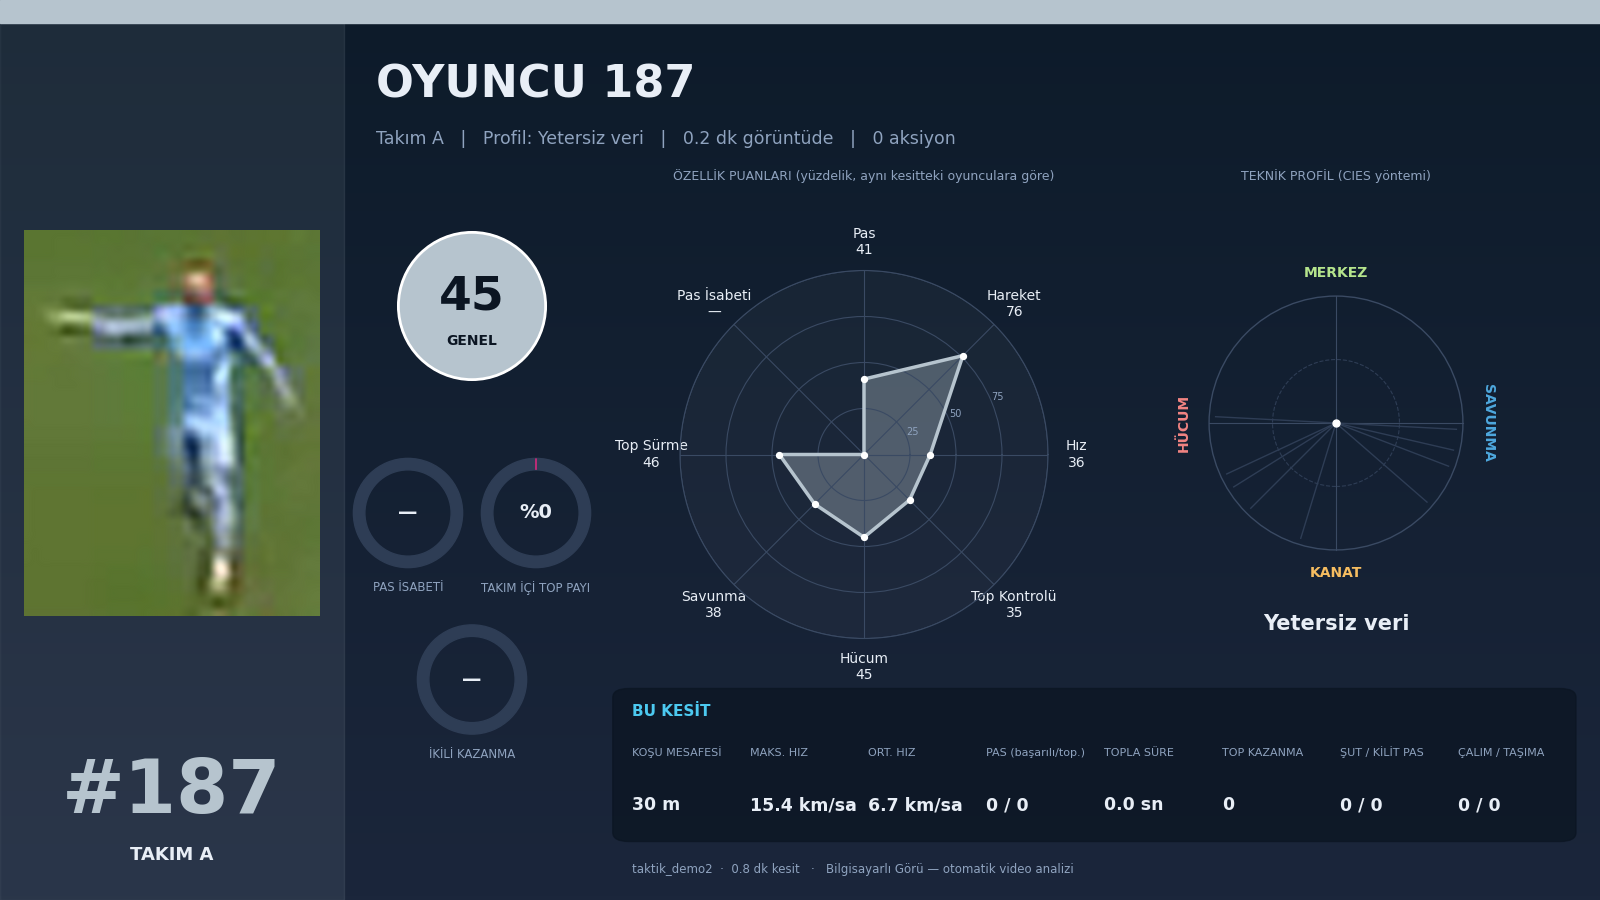 OYUNCU 187
Takım A | Profil: Yetersiz veri | 0.2 dk görüntüde | 0 aksiyon
ÖZELLİK PUANLARI (yüzdelik, aynı kesitteki oyunculara göre)
TEKNİK PROFİL (CIES yöntemi)
45
GENEL
—
PAS İSABETİ
%0
TAKIM İÇİ TOP PAYI
—
İKİLİ KAZANMA
Pas
41
Hareket
76
Hız
36
Top Kontrolü
35
Hücum
45
Savunma
38
Top Sürme
46
Pas İsabeti
—
75
50
25
MERKEZ
HÜCUM
SAVUNMA
KANAT
Yetersiz veri
#187
TAKIM A
BU KESİT
KOŞU MESAFESİ MAKS. HIZ ORT. HIZ PAS (başarılı/top.) TOPLA SÜRE TOP KAZANMA ŞUT / KİLİT PAS ÇALIM / TAŞIMA
30 m 15.4 km/sa 6.7 km/sa 0 / 0 0.0 sn 0 0 / 0 0 / 0
taktik_demo2 · 0.8 dk kesit · Bilgisayarlı Görü — otomatik video analizi